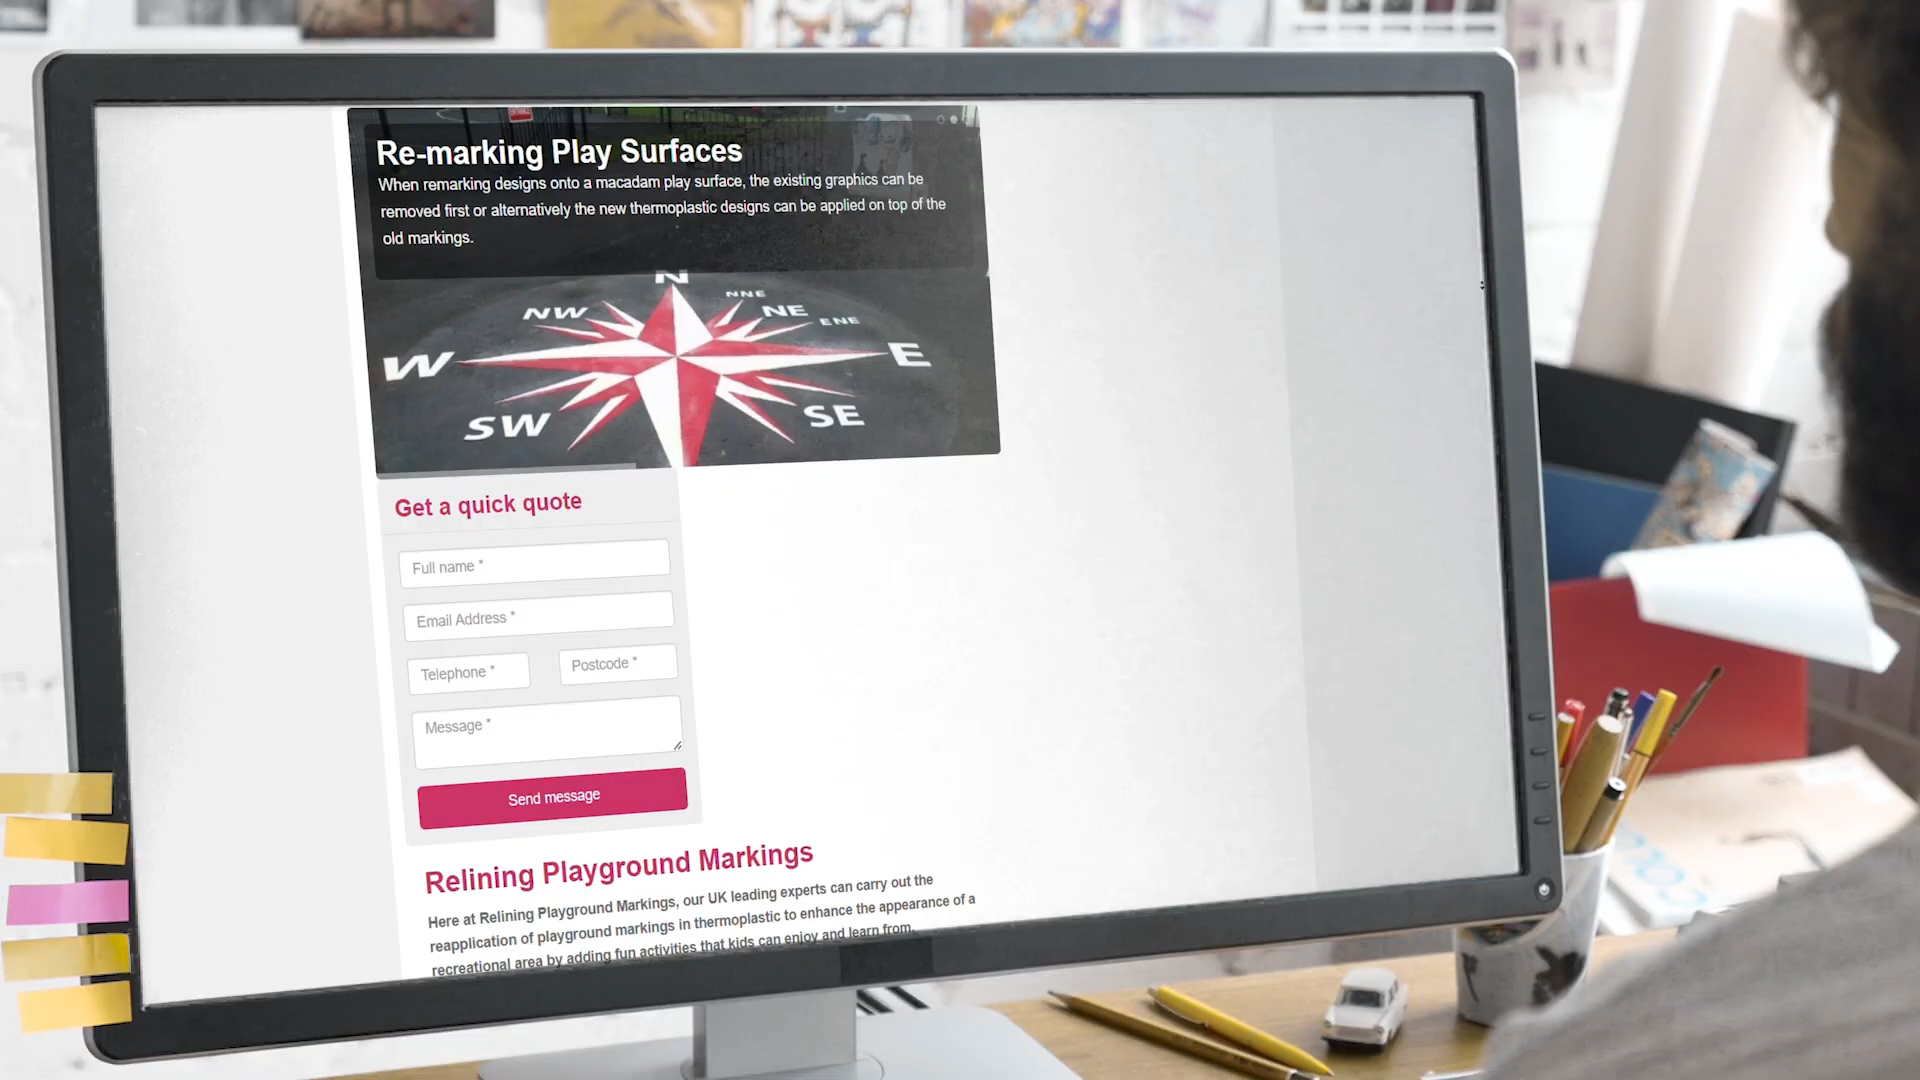 Re-marking Play Surfaces
When remarking designs onto a macadam play surface, the existing graphics can be
removed first or alternatively the new thermoplastic designs can be applied on top of the
old markings.
N
NNE
NW
NE
ENE
W
E
SW
SE
Get a quick quote
Full name *
Email Address *
Telephone *
Postcode *
Message *
Send message
Relining Playground Markings
Here at Relining Playground Markings, our UK leading experts can carry out the
reapplication of playground markings in thermoplastic to enhance the appearance of a
recreational area by adding fun activities that kids can enjoy and learn from.